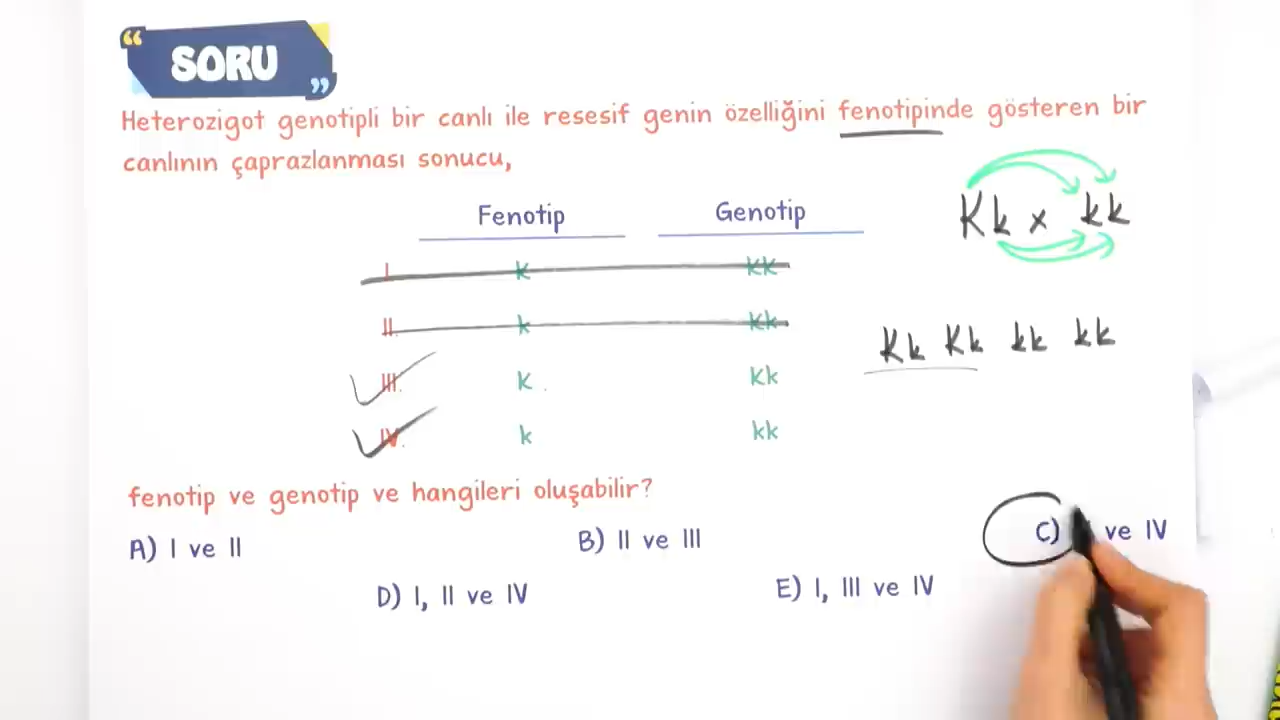 “ SORU ”
Heterozigot genotipli bir canlı ile resesif genin özelliğini fenotipinde gösteren bir
canlının çaprazlanması sonucu,
Fenotip Genotip
Kk x kk
I. K KK
II. k Kk
Kk Kk kk kk
III. K Kk
IV. k kk
fenotip ve genotip ve hangileri oluşabilir?
A) I ve II B) II ve III C) ve IV
D) I, II ve IV E) I, III ve IV